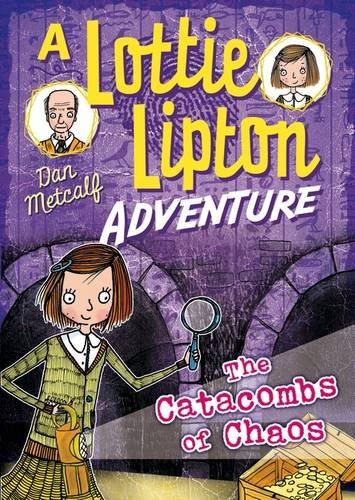 A
Lottie
Lipton
ADVENTURE
Dan
Metcalf
The
Catacombs
of Chaos